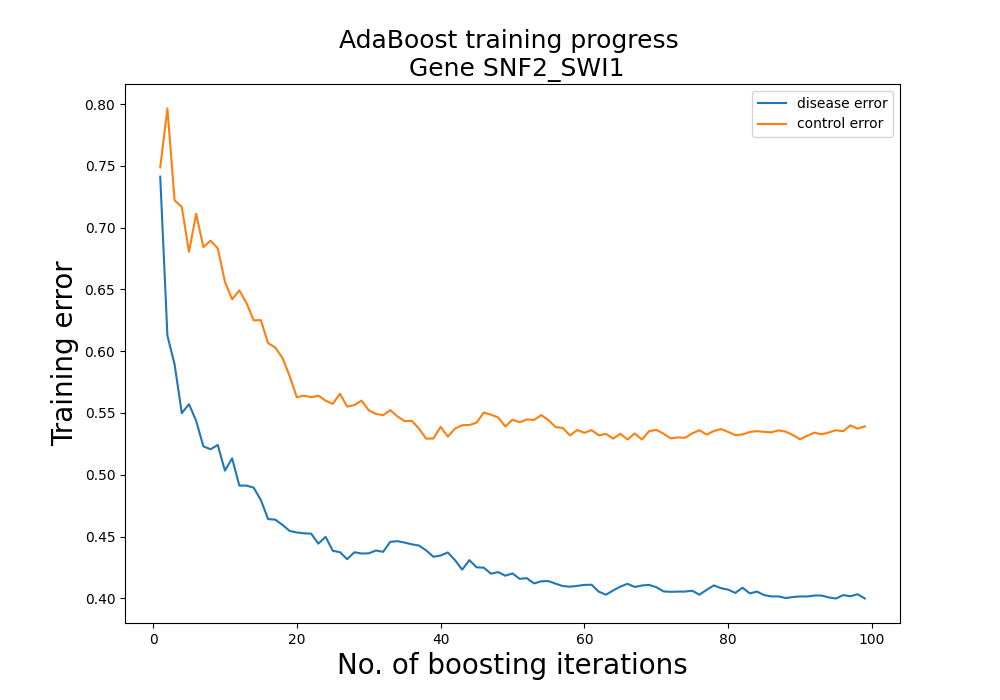 AdaBoost training progress
Gene SNF2_SWI1
disease error
control error
Training error
0.80
0.75
0.70
0.65
0.60
0.55
0.50
0.45
0.40
0
20
40
60
80
100
No. of boosting iterations